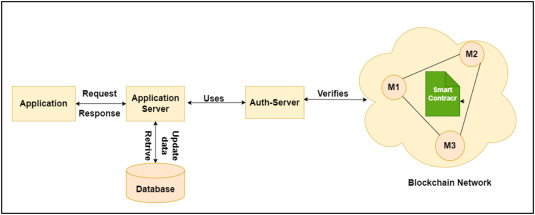 Application
Request
Response
Application
Server
Uses
Auth-Server
Verifies
M1
M2
M3
Smart
Contracr
Update
data
Retrive
Database
Blockchain Network